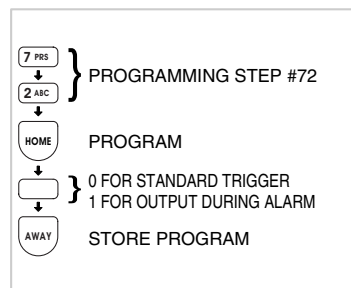 7 PRS
PROGRAMMING STEP #72
2 ABC
HOME
PROGRAM
0 FOR STANDARD TRIGGER
1 FOR OUTPUT DURING ALARM
AWAY
STORE PROGRAM